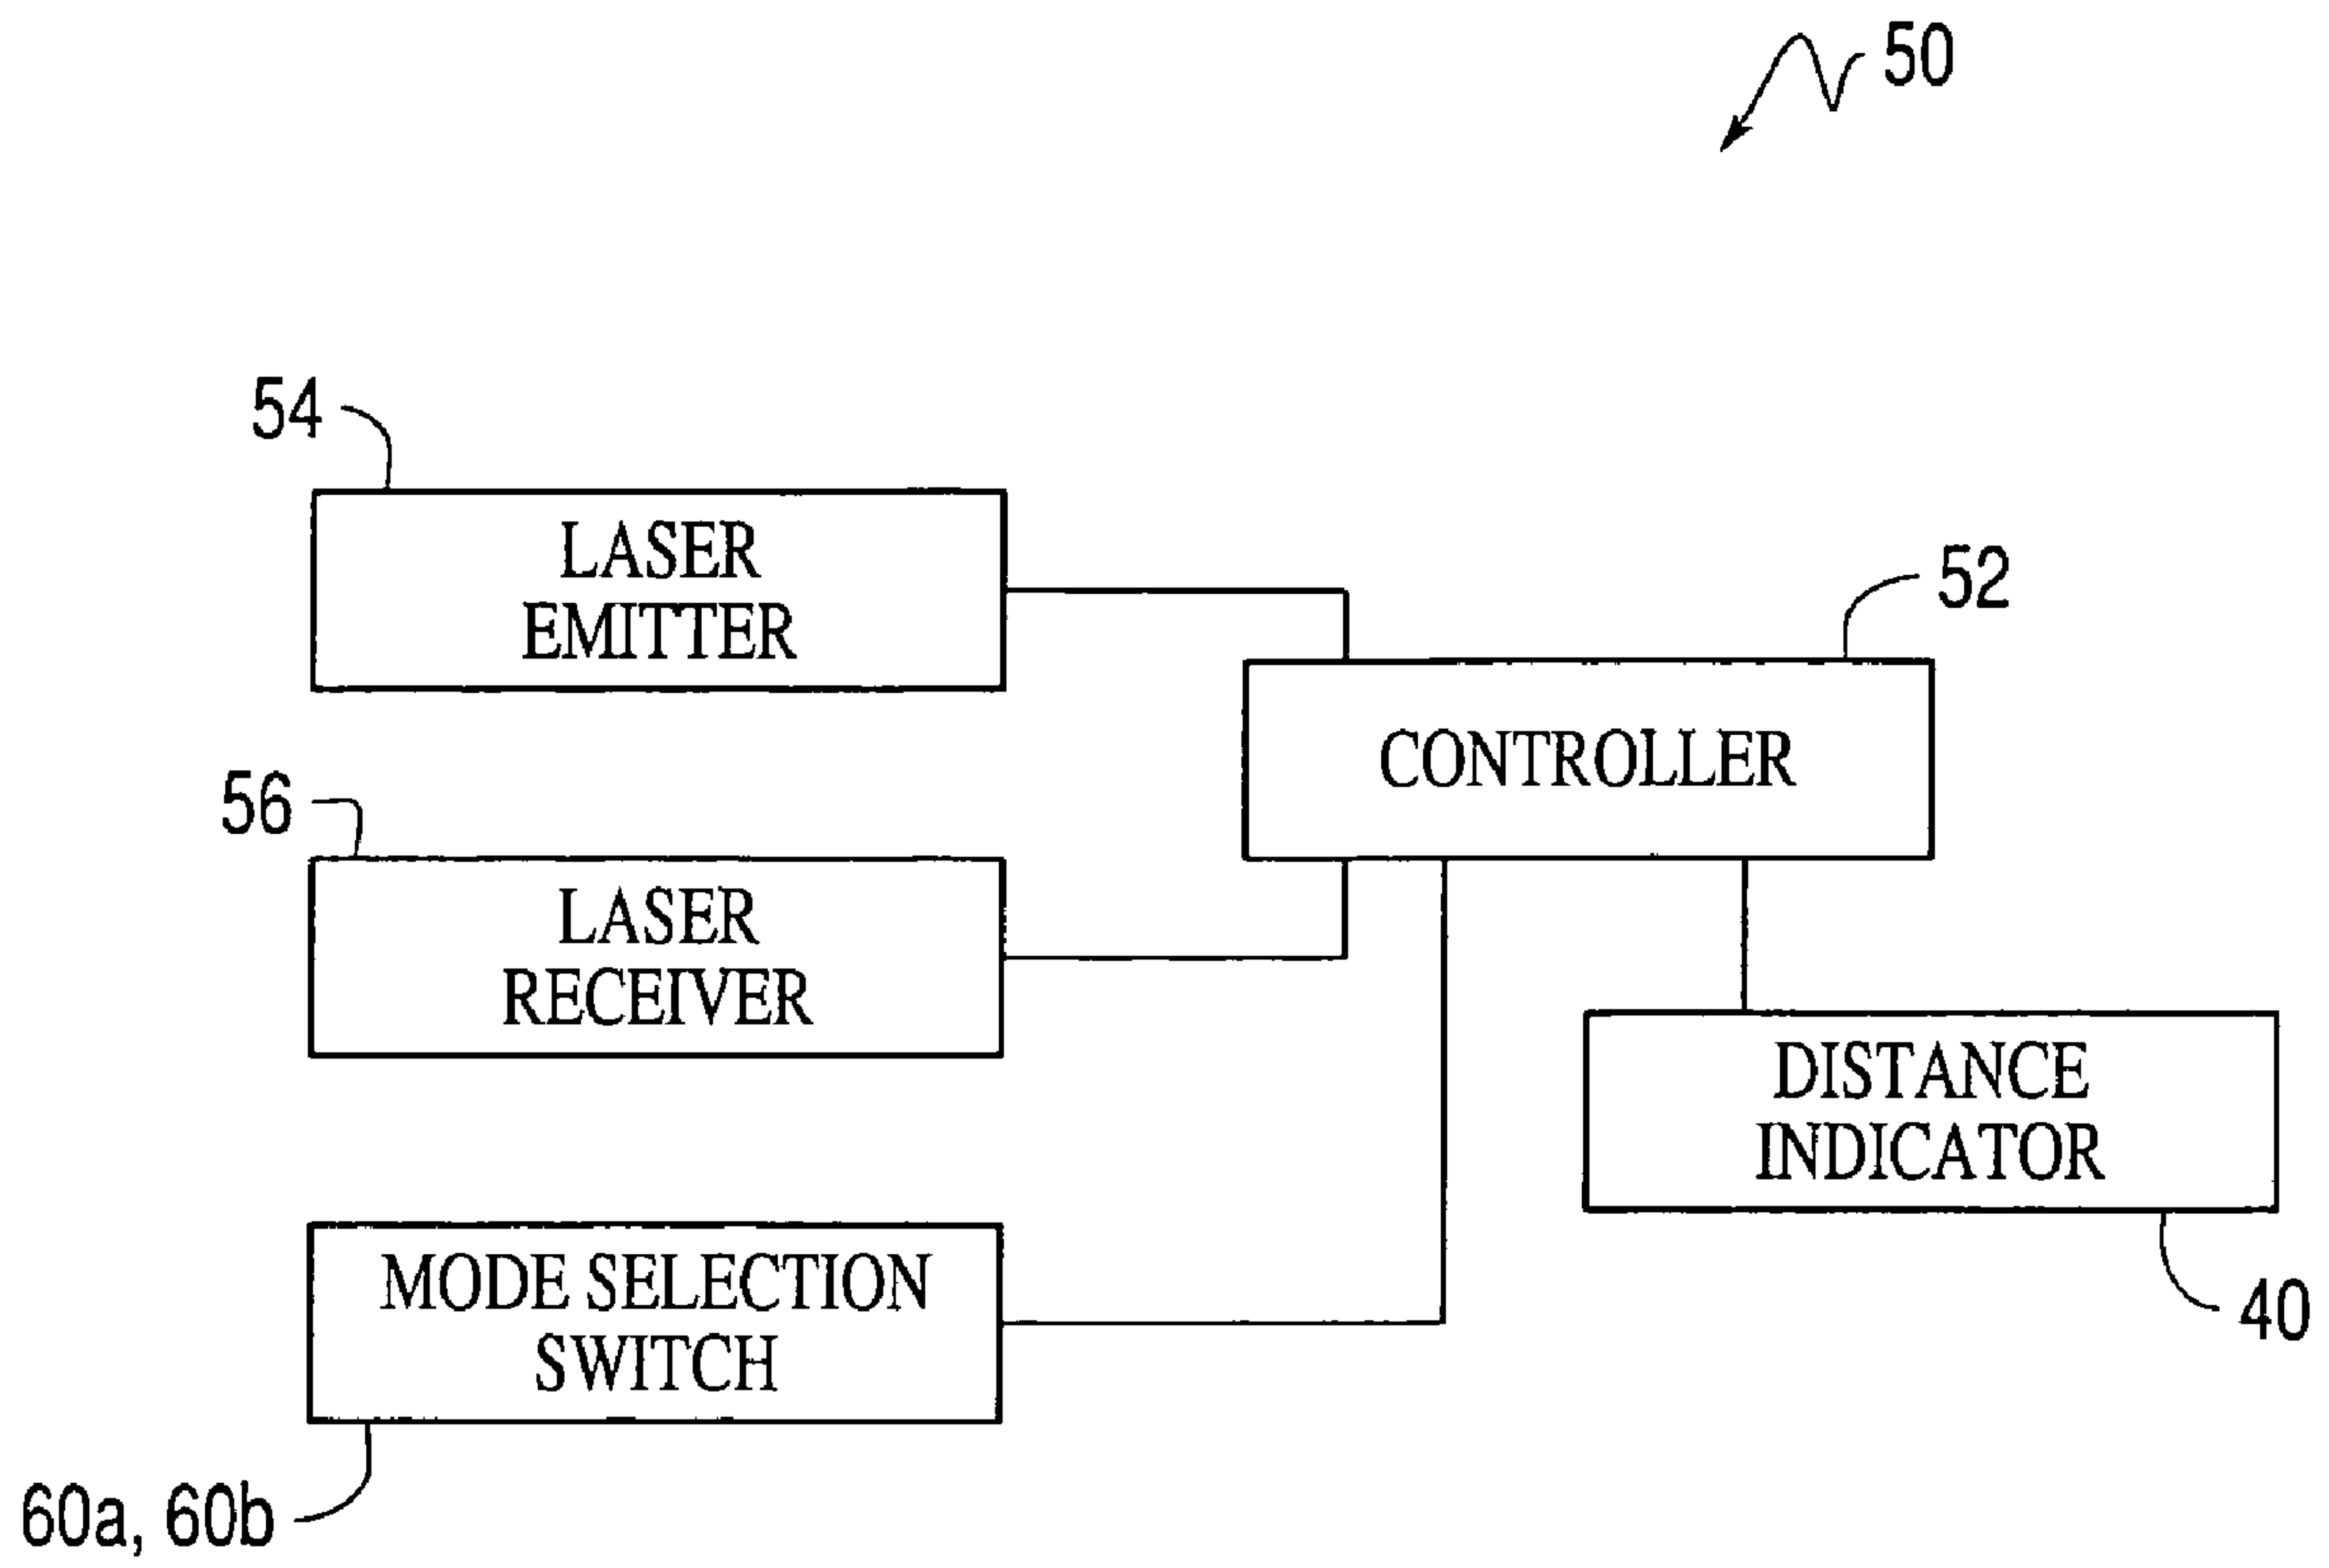 50
54
LASER
EMITTER
52
CONTROLLER
56
LASER
RECEIVER
DISTANCE
INDICATOR
40
MODE SELECTION
SWITCH
60a, 60b